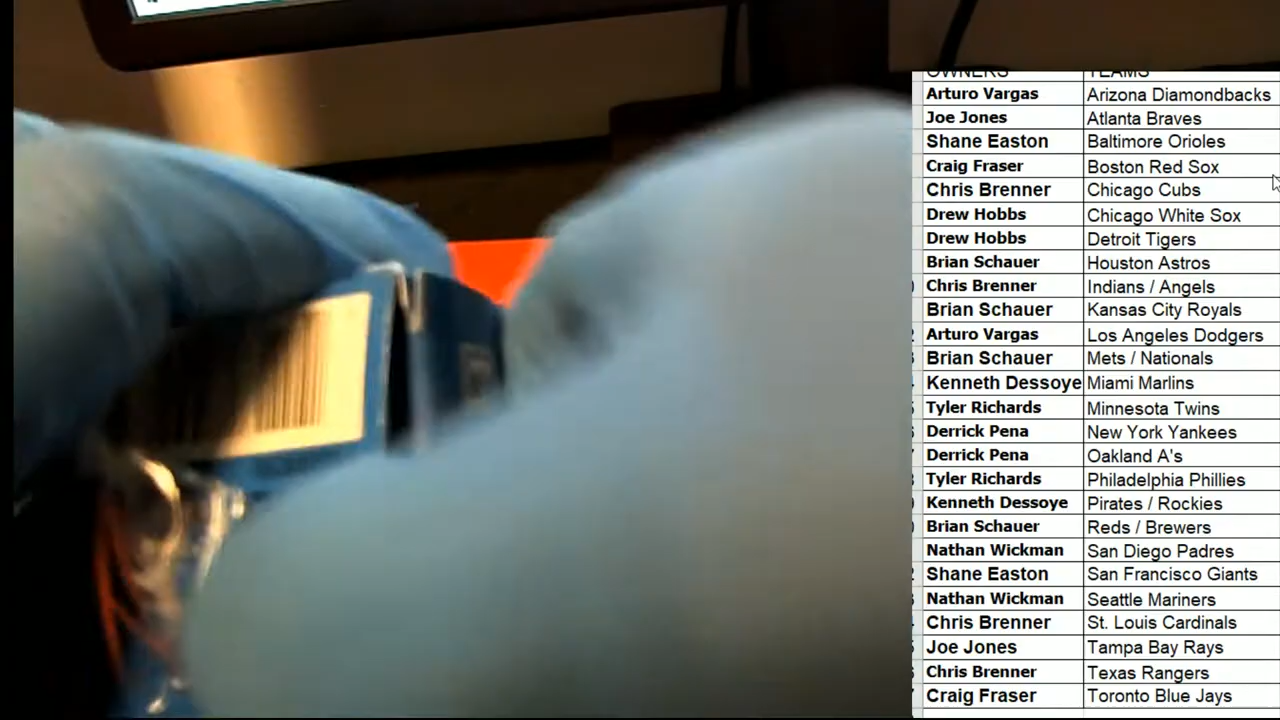 OWNERS TEAMS
Arturo Vargas Arizona Diamondbacks
Joe Jones Atlanta Braves
Shane Easton Baltimore Orioles
Craig Fraser Boston Red Sox
Chris Brenner Chicago Cubs
Drew Hobbs Chicago White Sox
Drew Hobbs Detroit Tigers
Brian Schauer Houston Astros
Chris Brenner Indians / Angels
Brian Schauer Kansas City Royals
Arturo Vargas Los Angeles Dodgers
Brian Schauer Mets / Nationals
Kenneth Dessoye Miami Marlins
Tyler Richards Minnesota Twins
Derrick Pena New York Yankees
Derrick Pena Oakland A's
Tyler Richards Philadelphia Phillies
Kenneth Dessoye Pirates / Rockies
Brian Schauer Reds / Brewers
Nathan Wickman San Diego Padres
Shane Easton San Francisco Giants
Nathan Wickman Seattle Mariners
Chris Brenner St. Louis Cardinals
Joe Jones Tampa Bay Rays
Chris Brenner Texas Rangers
Craig Fraser Toronto Blue Jays